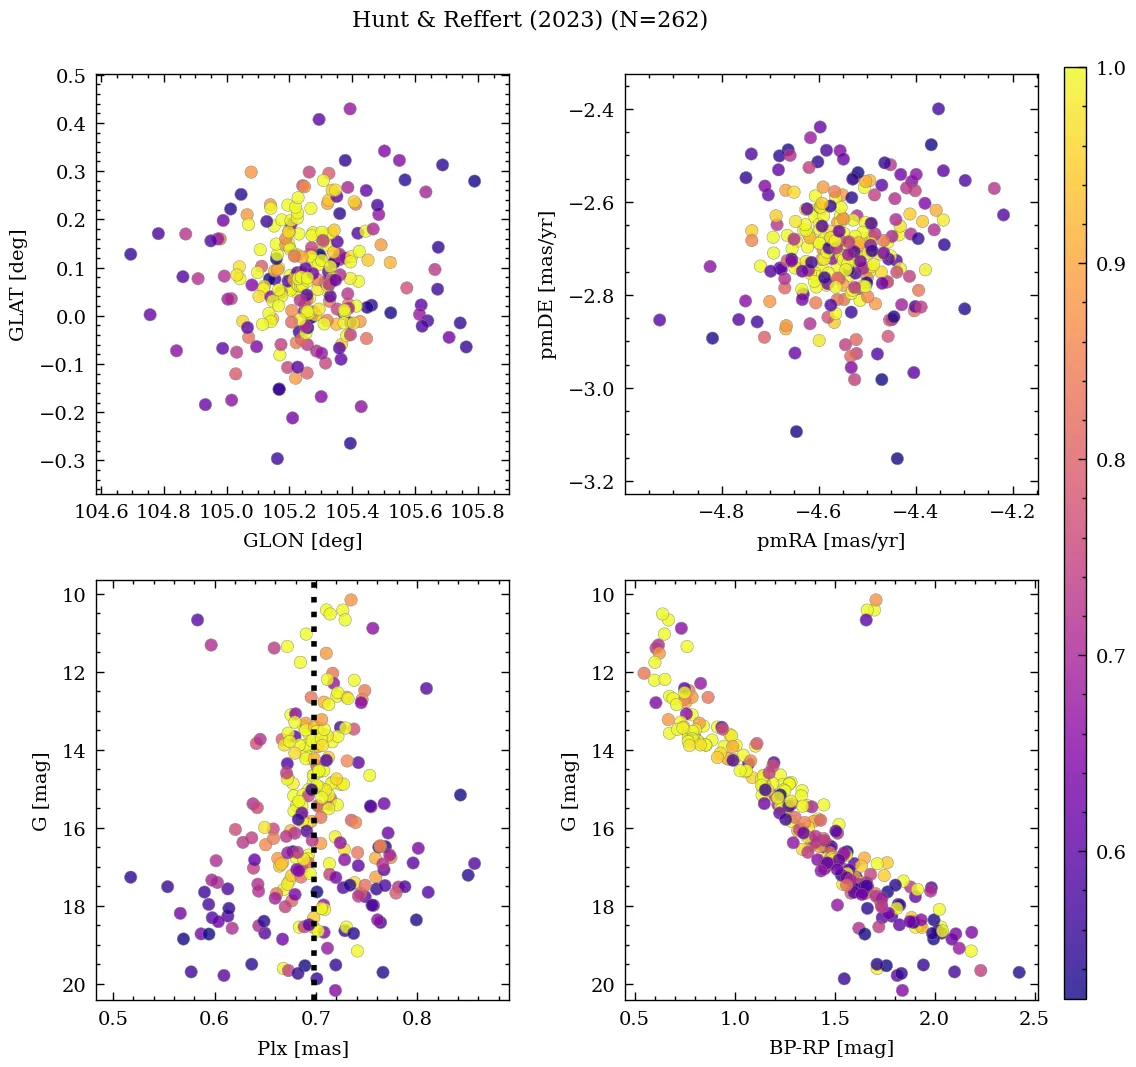 Hunt & Reffert (2023) (N=262)
0.5
0.4
0.3
0.2
0.1
0.0
−0.1
−0.2
−0.3
GLAT [deg]
104.6 104.8 105.0 105.2 105.4 105.6 105.8
GLON [deg]
−2.4
−2.6
−2.8
−3.0
−3.2
pmDE [mas/yr]
−4.8 −4.6 −4.4 −4.2
pmRA [mas/yr]
10
12
14
16
18
20
G [mag]
0.5 0.6 0.7 0.8
Plx [mas]
10
12
14
16
18
20
G [mag]
0.5 1.0 1.5 2.0 2.5
BP-RP [mag]
1.0
0.9
0.8
0.7
0.6